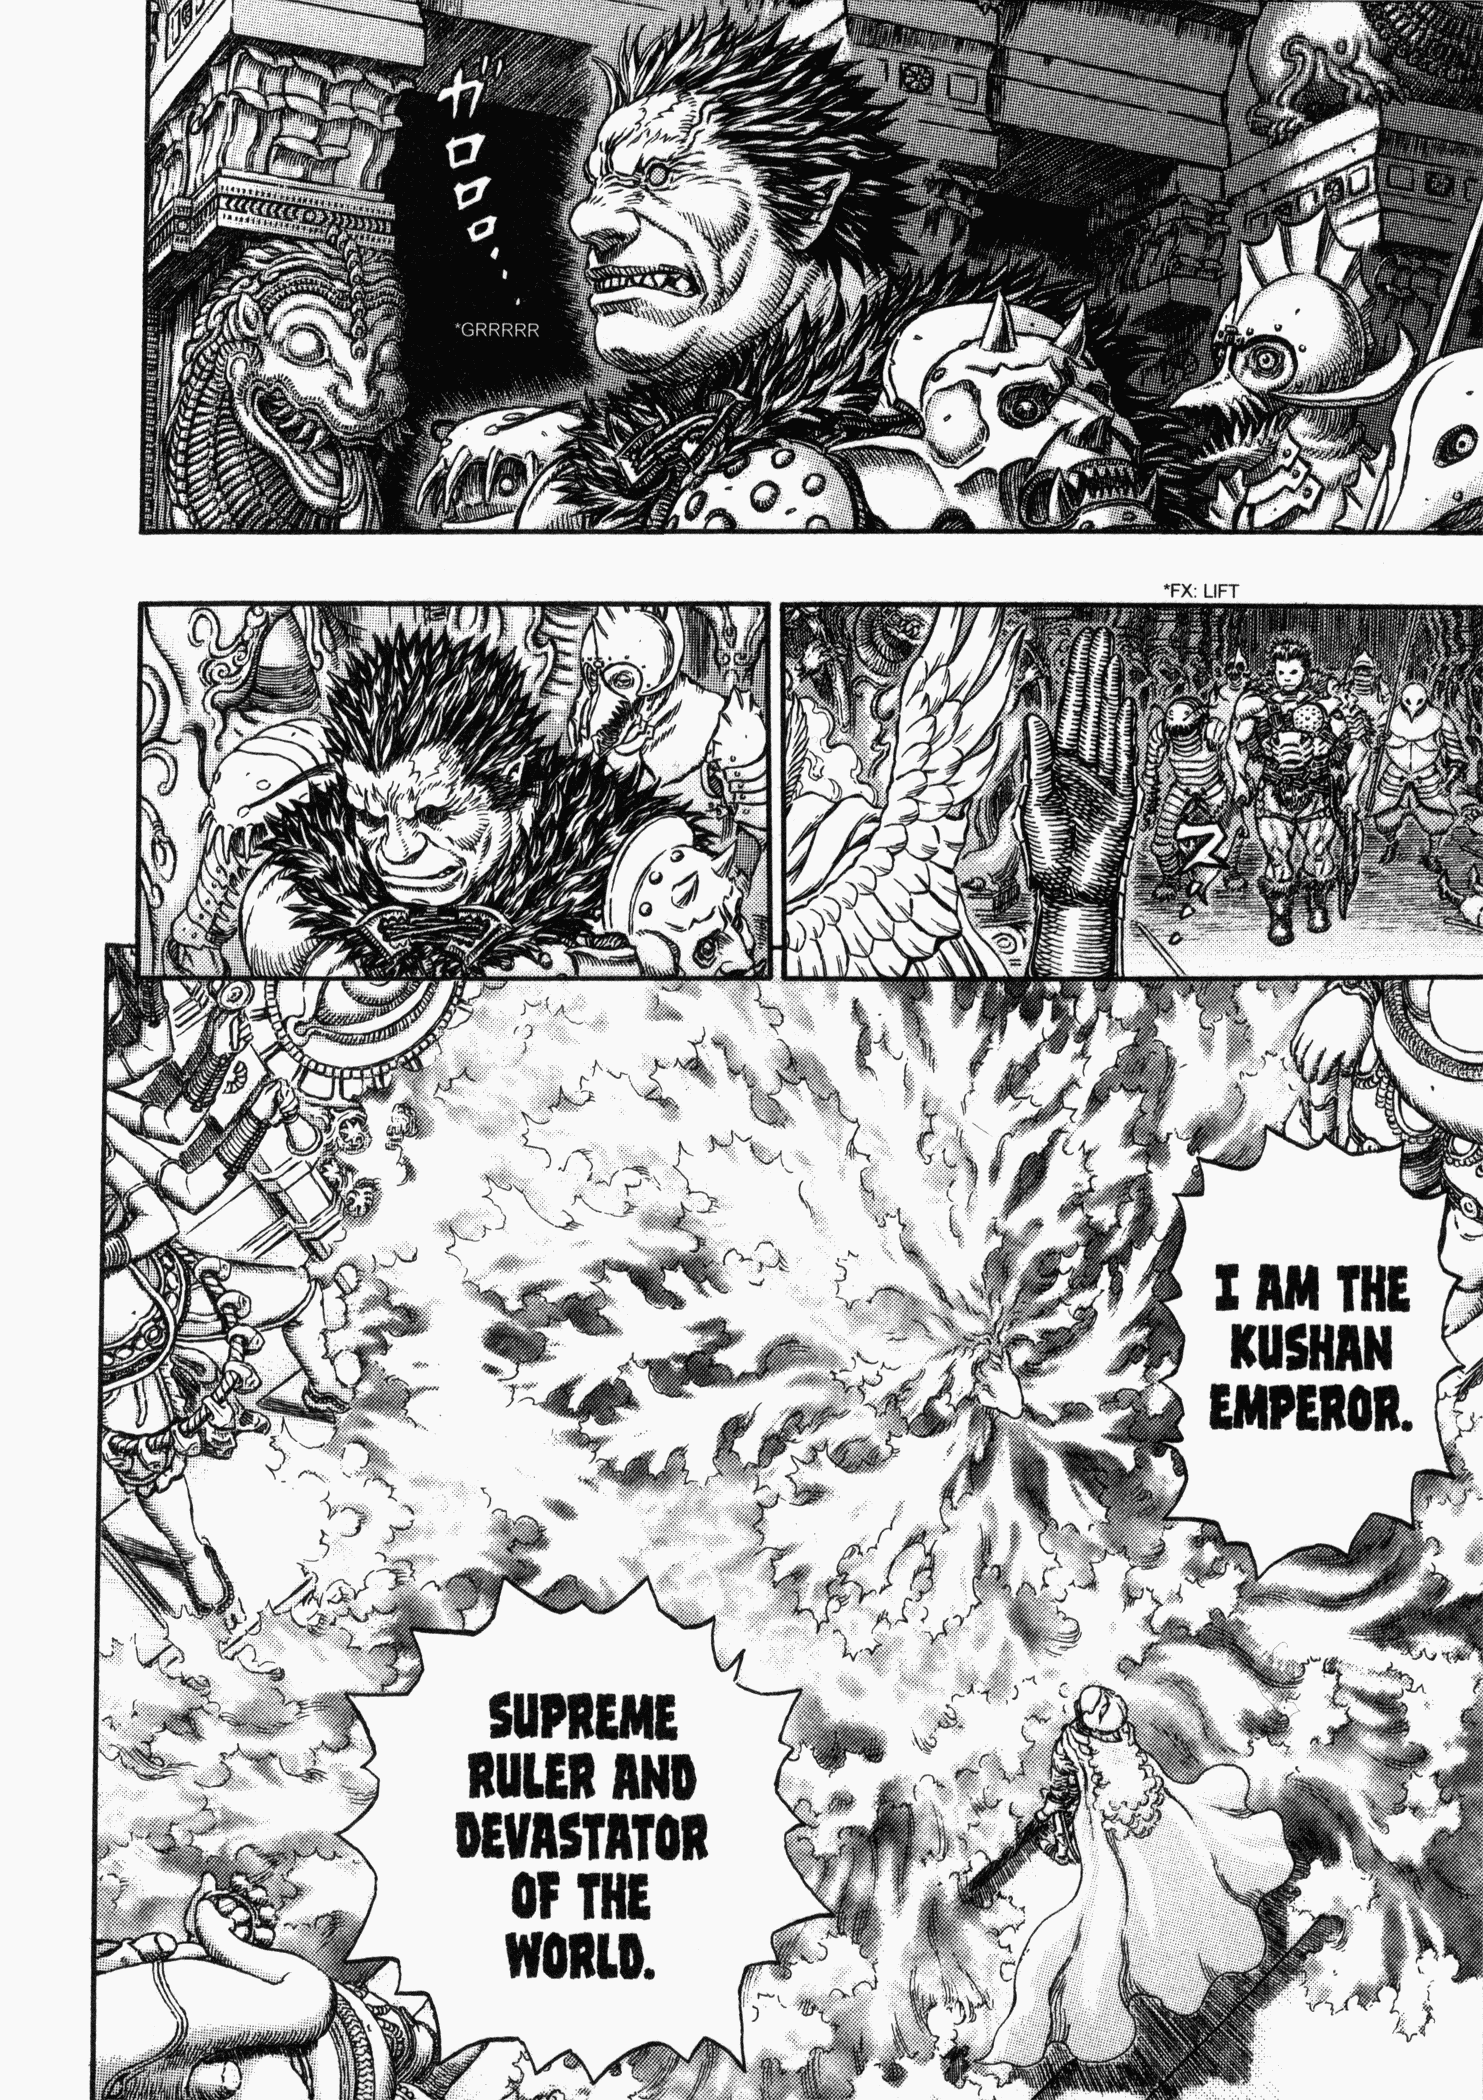 ガロロロ...
*GRRRRR
*FX: LIFT
ス
I AM THE
KUSHAN
EMPEROR.
SUPREME
RULER AND
DEVASTATOR
OF THE
WORLD.